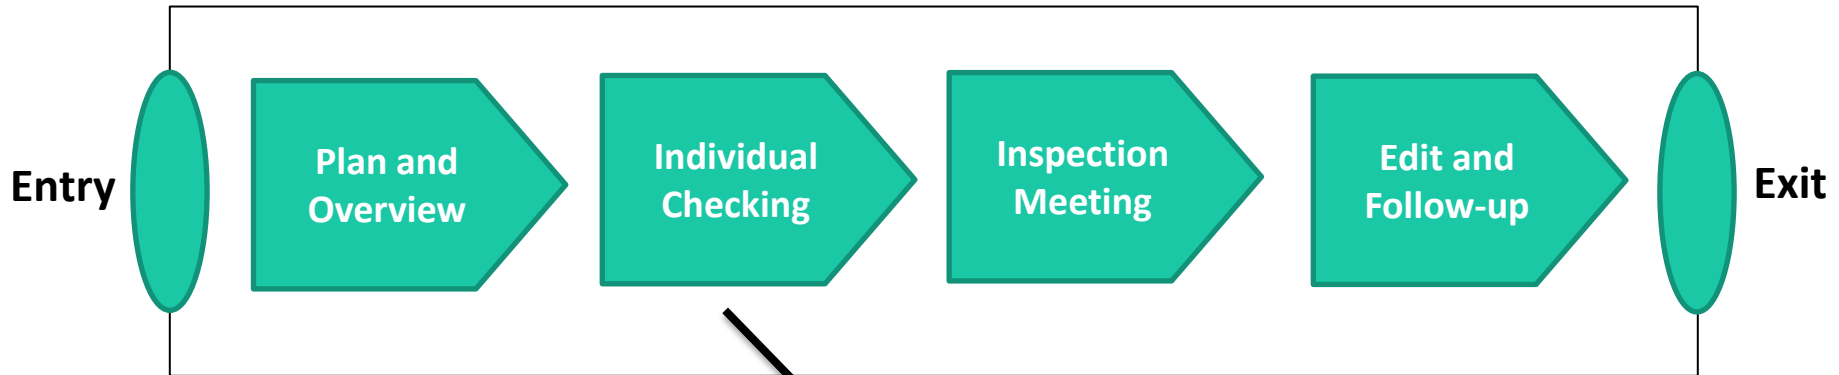 Entry
Plan and
Overview
Individual
Checking
Inspection
Meeting
Edit and
Follow-up
Exit